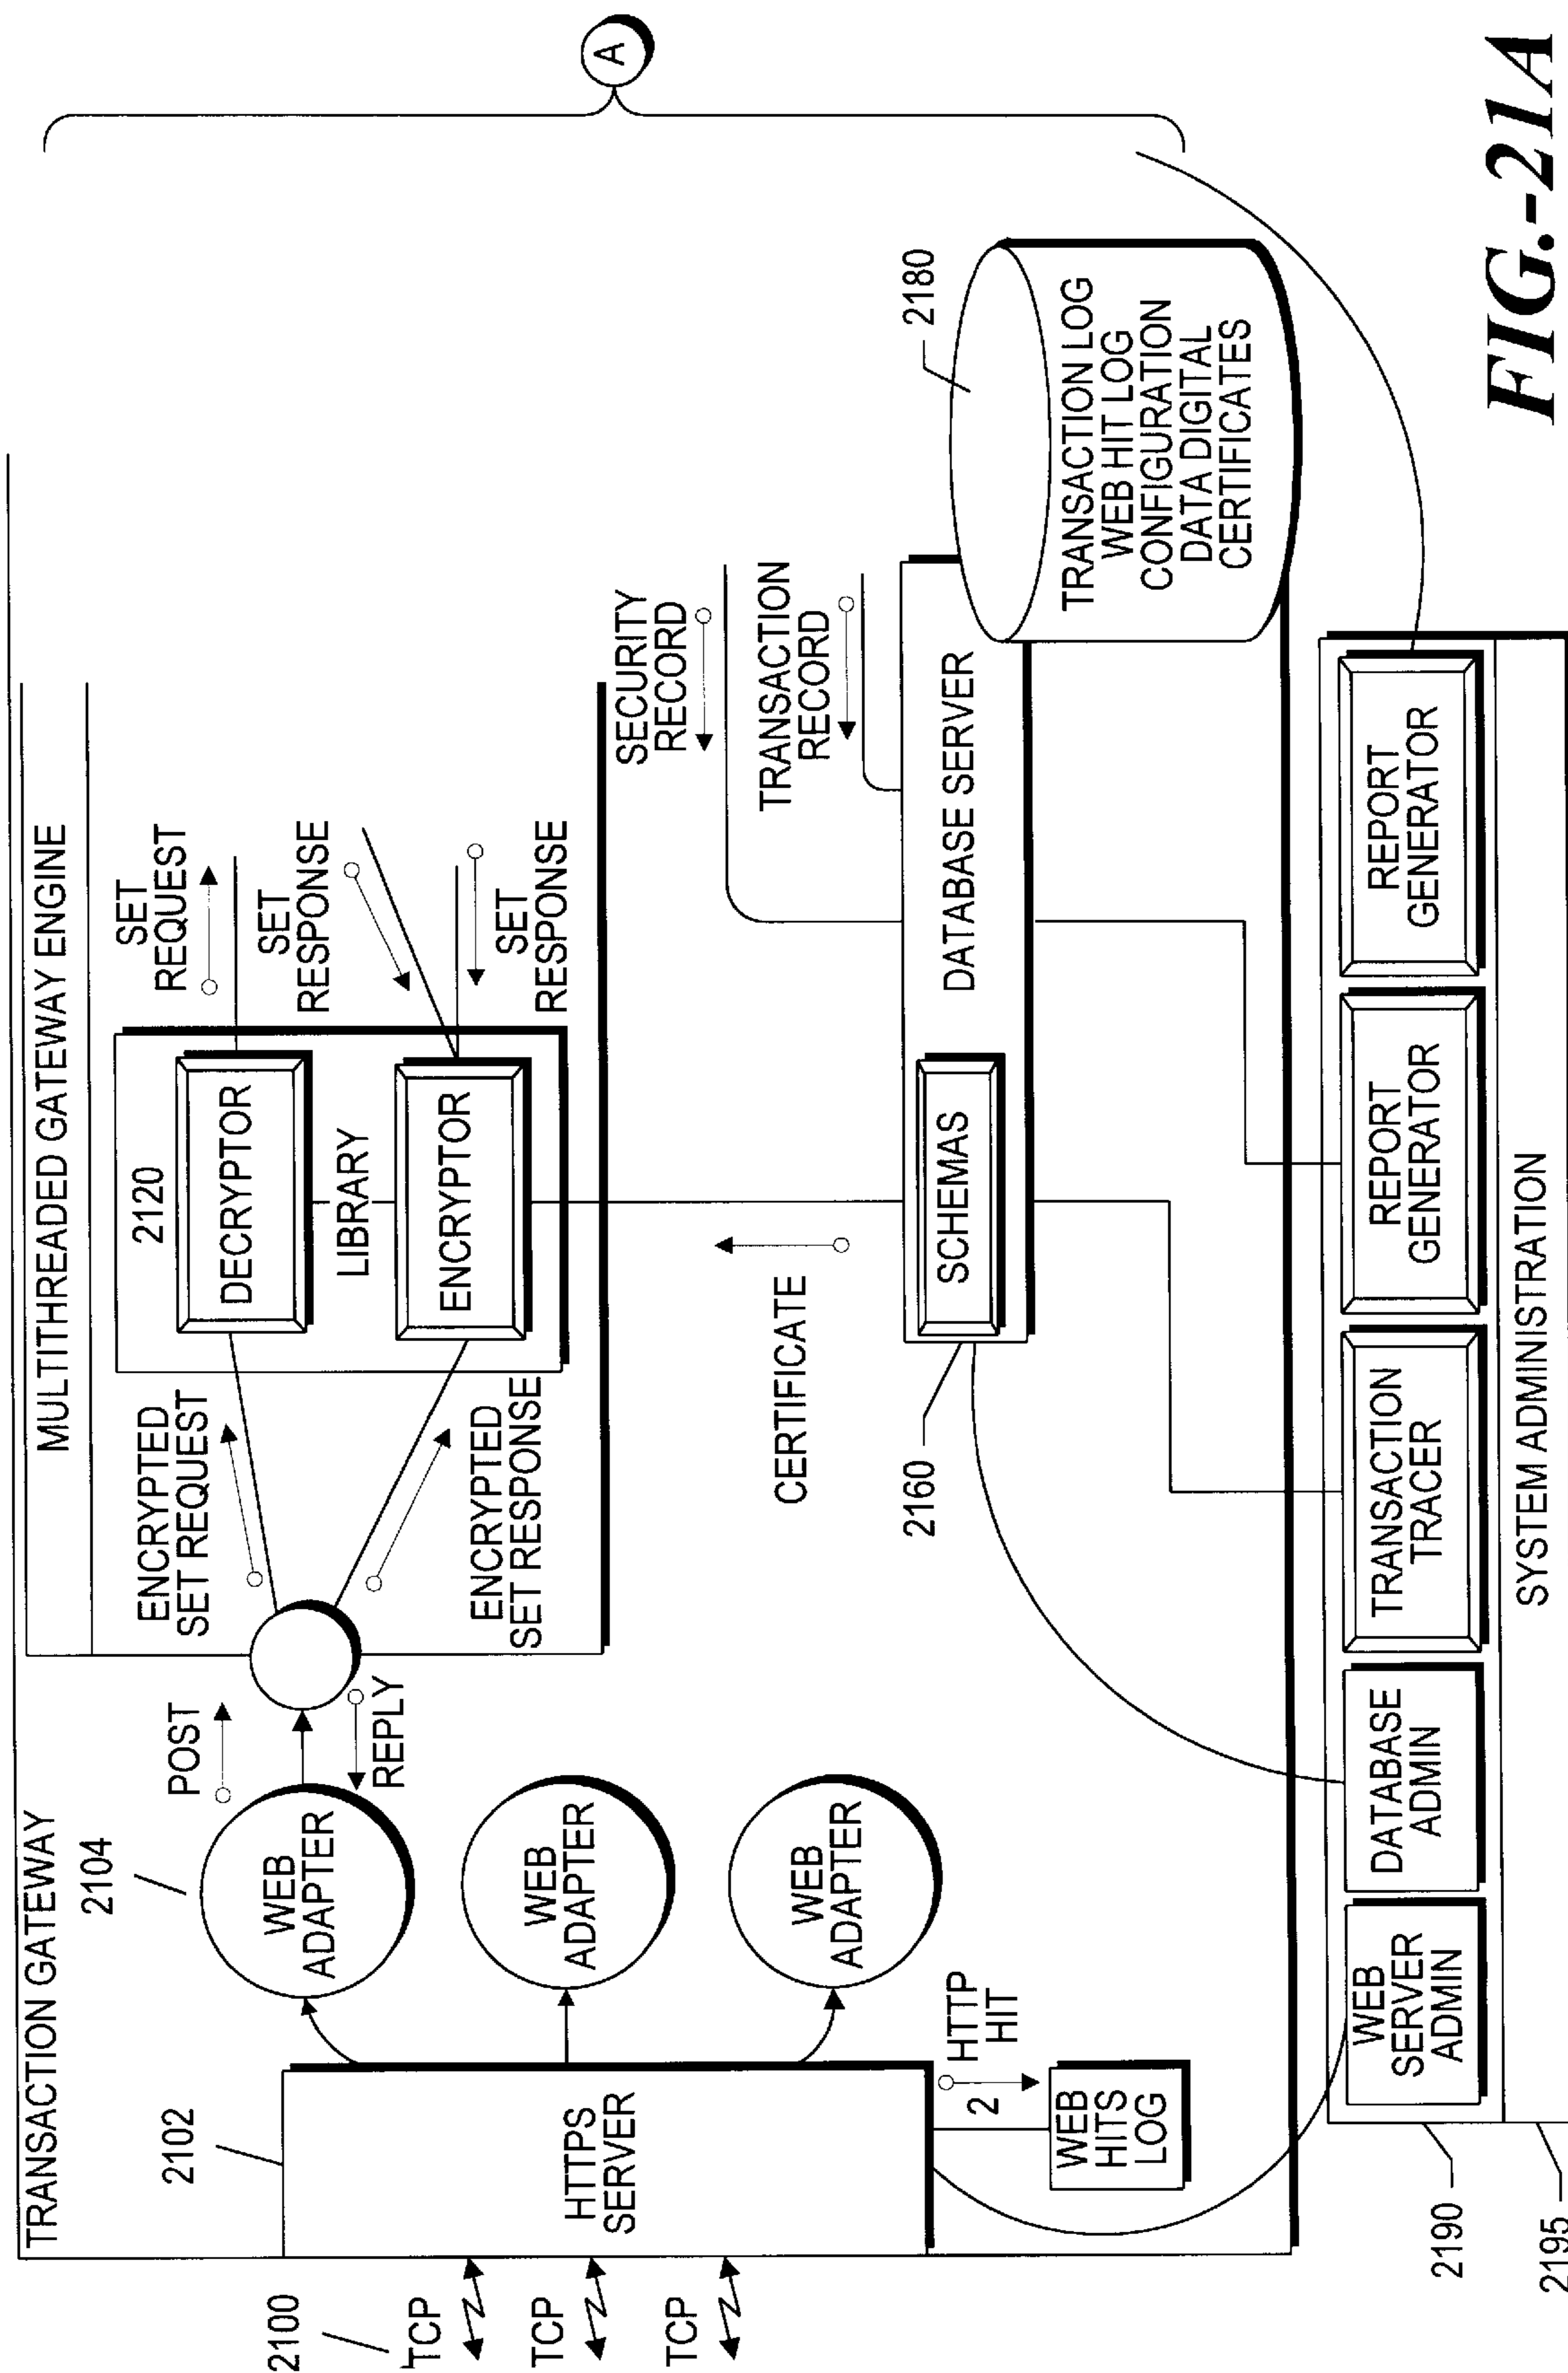 TRANSACTION GATEWAY
MULTITHREADED GATEWAY ENGINE
2100
TCP
TCP
TCP
2102
HTTPS
SERVER
2104
WEB
ADAPTER
WEB
ADAPTER
WEB
ADAPTER
POST
REPLY
HTTP
HIT
2
WEB
HITS
LOG
ENCRYPTED
SET REQUEST
ENCRYPTED
SET RESPONSE
2120
DECRYPTOR
LIBRARY
ENCRYPTOR
SET
REQUEST
SET
RESPONSE
SET
RESPONSE
CERTIFICATE
2160
SCHEMAS
DATABASE SERVER
SECURITY
RECORD
TRANSACTION
RECORD
2180
TRANSACTION LOG
WEB HIT LOG
CONFIGURATION
DATA DIGITAL
CERTIFICATES
A
2190
WEB
SERVER
ADMIN
DATABASE
ADMIN
TRANSACTION
TRACER
REPORT
GENERATOR
REPORT
GENERATOR
2195
SYSTEM ADMINISTRATION
FIG.-21A